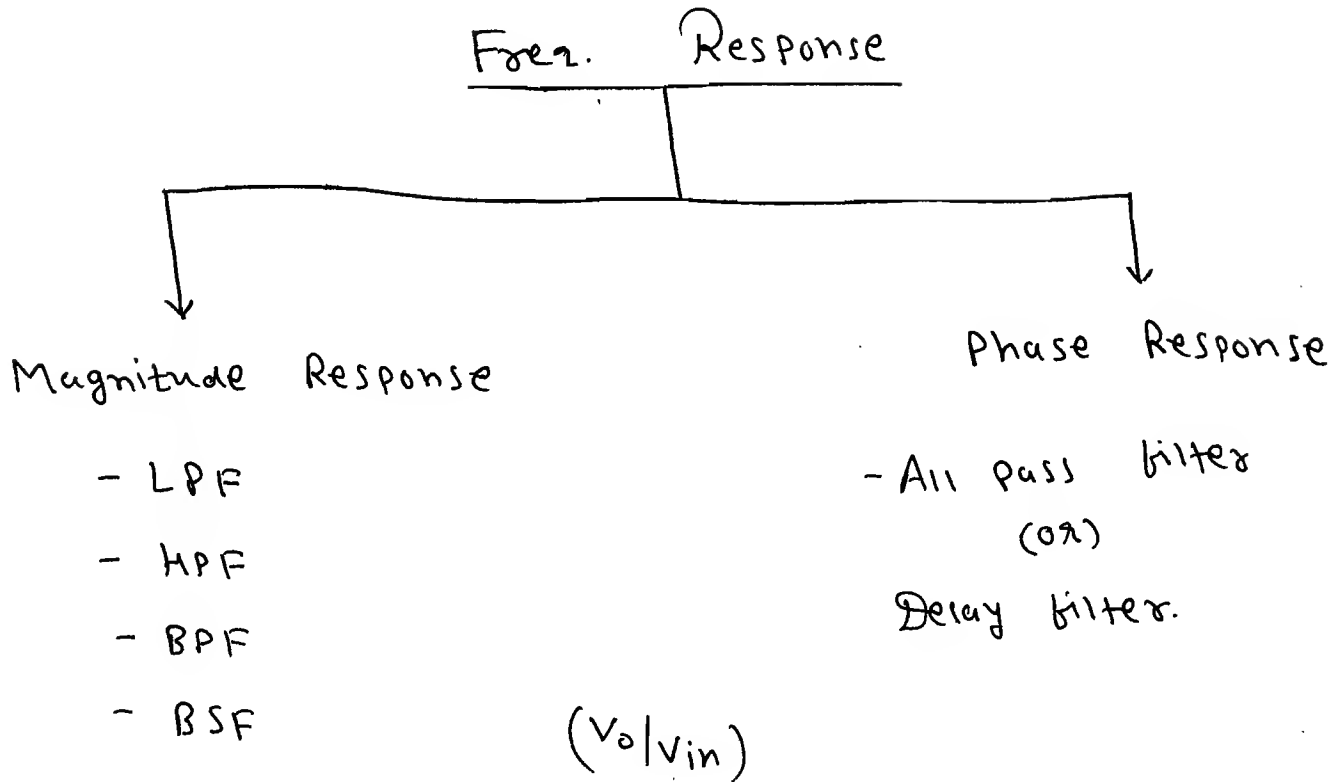 Freq. Response
Magnitude Response
- LPF
- HPF
- BPF
- BSF
Phase Response
- All pass filter
(OR)
Delay filter.
(Vo/Vin)